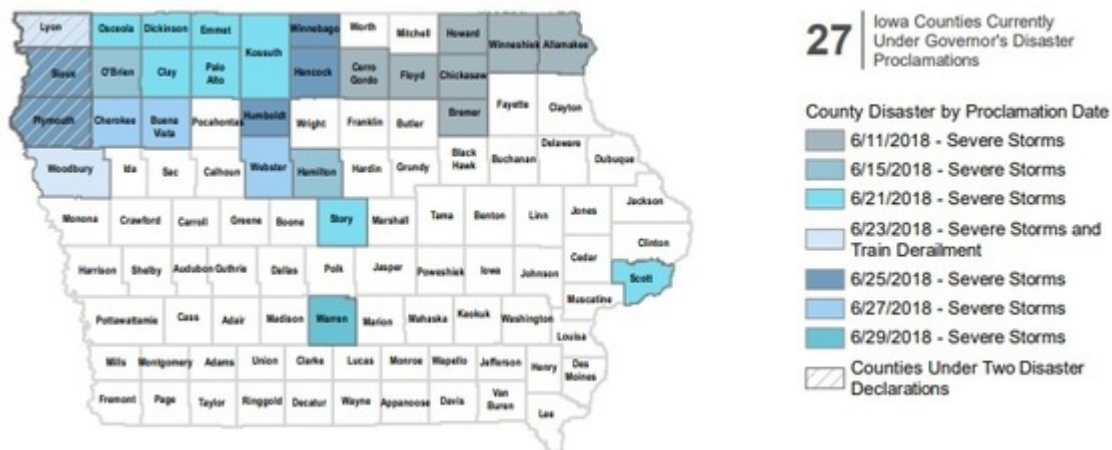 27
Iowa Counties Currently
Under Governor's Disaster
Proclamations
County Disaster by Proclamation Date
6/11/2018 - Severe Storms
6/15/2018 - Severe Storms
6/21/2018 - Severe Storms
6/23/2018 - Severe Storms and
Train Derailment
6/25/2018 - Severe Storms
6/27/2018 - Severe Storms
6/29/2018 - Severe Storms
Counties Under Two Disaster
Declarations
Lyon Osceola Dickinson Emmet Kossuth Winnebago Worth Mitchell Howard Winneshiek Allamakee
Sioux O'Brien Clay Palo Alto Hancock Cerro Gordo Floyd Chickasaw
Plymouth Cherokee Buena Vista Pocahontas Humboldt Wright Franklin Butler Bremer Fayette Clayton
Woodbury Ida Sac Calhoun Webster Hamilton Hardin Grundy Black Hawk Buchanan Delaware Dubuque
Monona Crawford Carroll Greene Boone Story Marshall Tama Benton Linn Jones Jackson
Harrison Shelby Audubon Guthrie Dallas Polk Jasper Poweshiek Iowa Johnson Cedar Clinton
Scott
Pottawattamie Cass Adair Madison Warren Marion Mahaska Keokuk Washington Muscatine
Louisa
Mills Montgomery Adams Union Clarke Lucas Monroe Wapello Jefferson Henry Des Moines
Fremont Page Taylor Ringgold Decatur Wayne Appanoose Davis Van Buren Lee